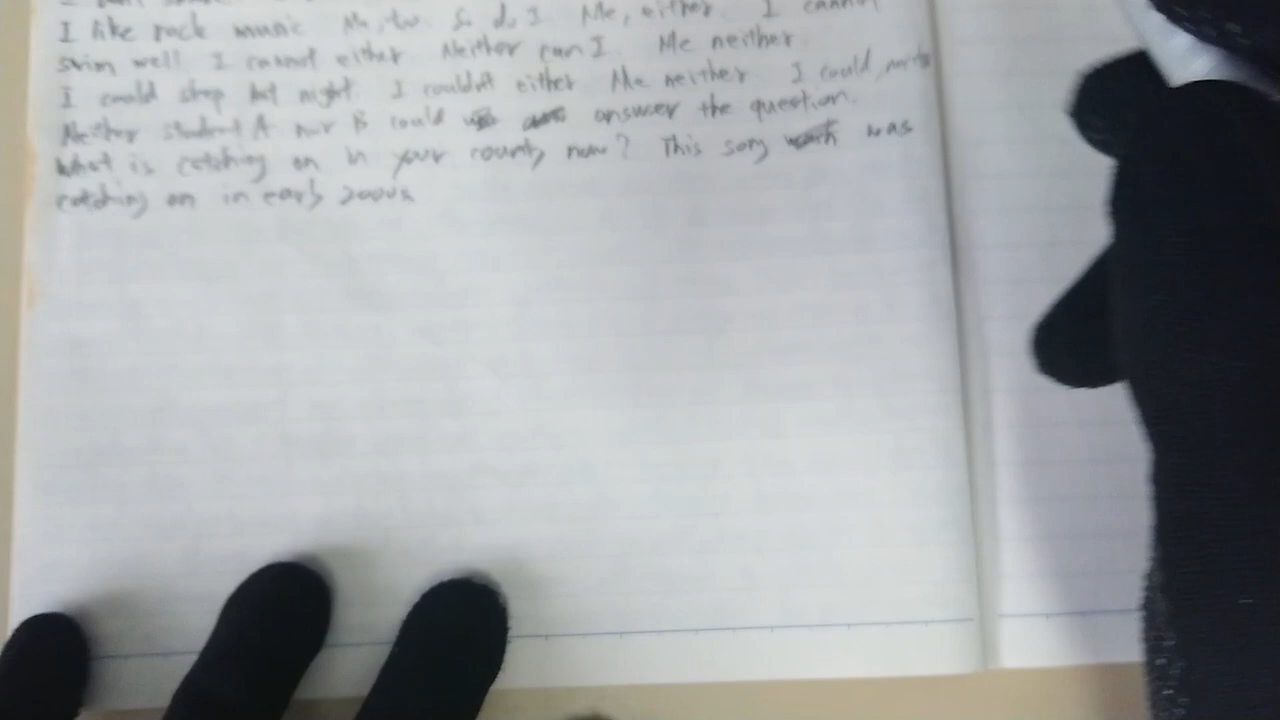 I like rock music Me, too So do I Me, either I cannot
swim well I cannot either Neither can I Me neither
I could sleep last night I couldn't either Me neither I could
Neither student A nor B could answer the question.
What is catching on in your country now? This song was
catching on in early 2000s